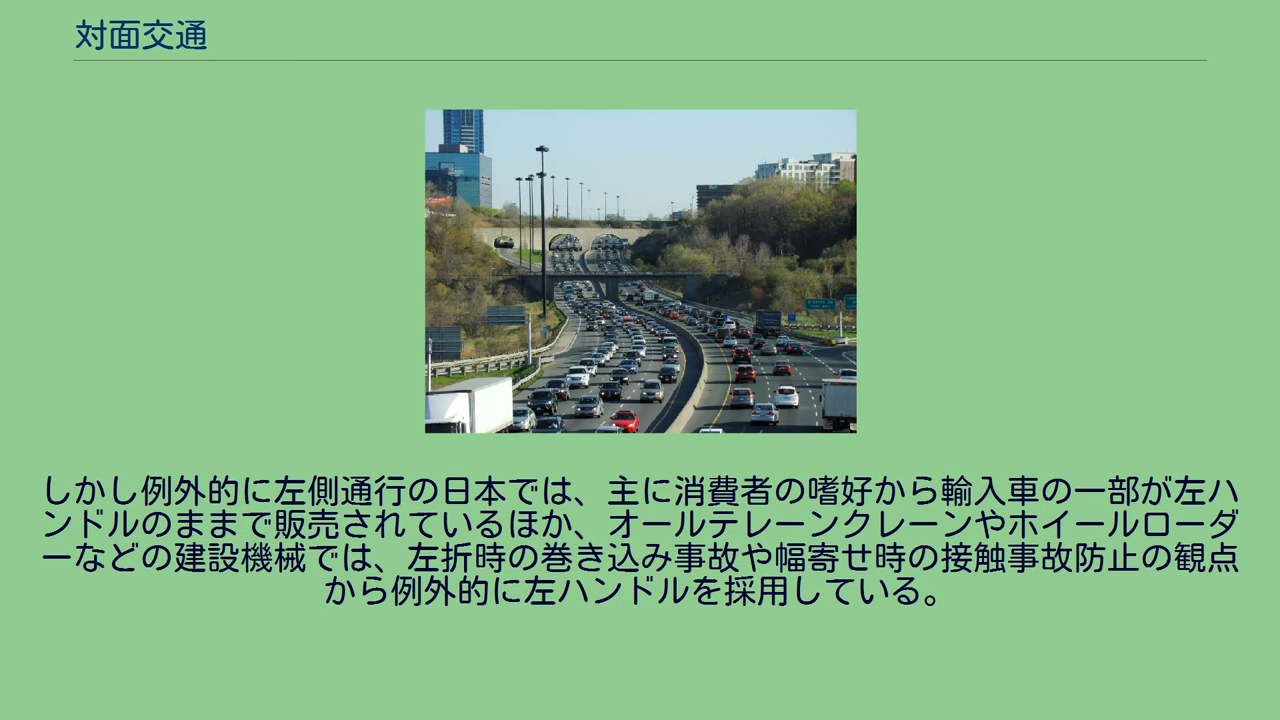 対面交通
しかし例外的に左側通行の日本では、主に消費者の嗜好から輸入車の一部が左ハ
ンドルのままで販売されているほか、オールテレーンクレーンやホイールローダ
ーなどの建設機械では、左折時の巻き込み事故や幅寄せ時の接触事故防止の観点
から例外的に左ハンドルを採用している。